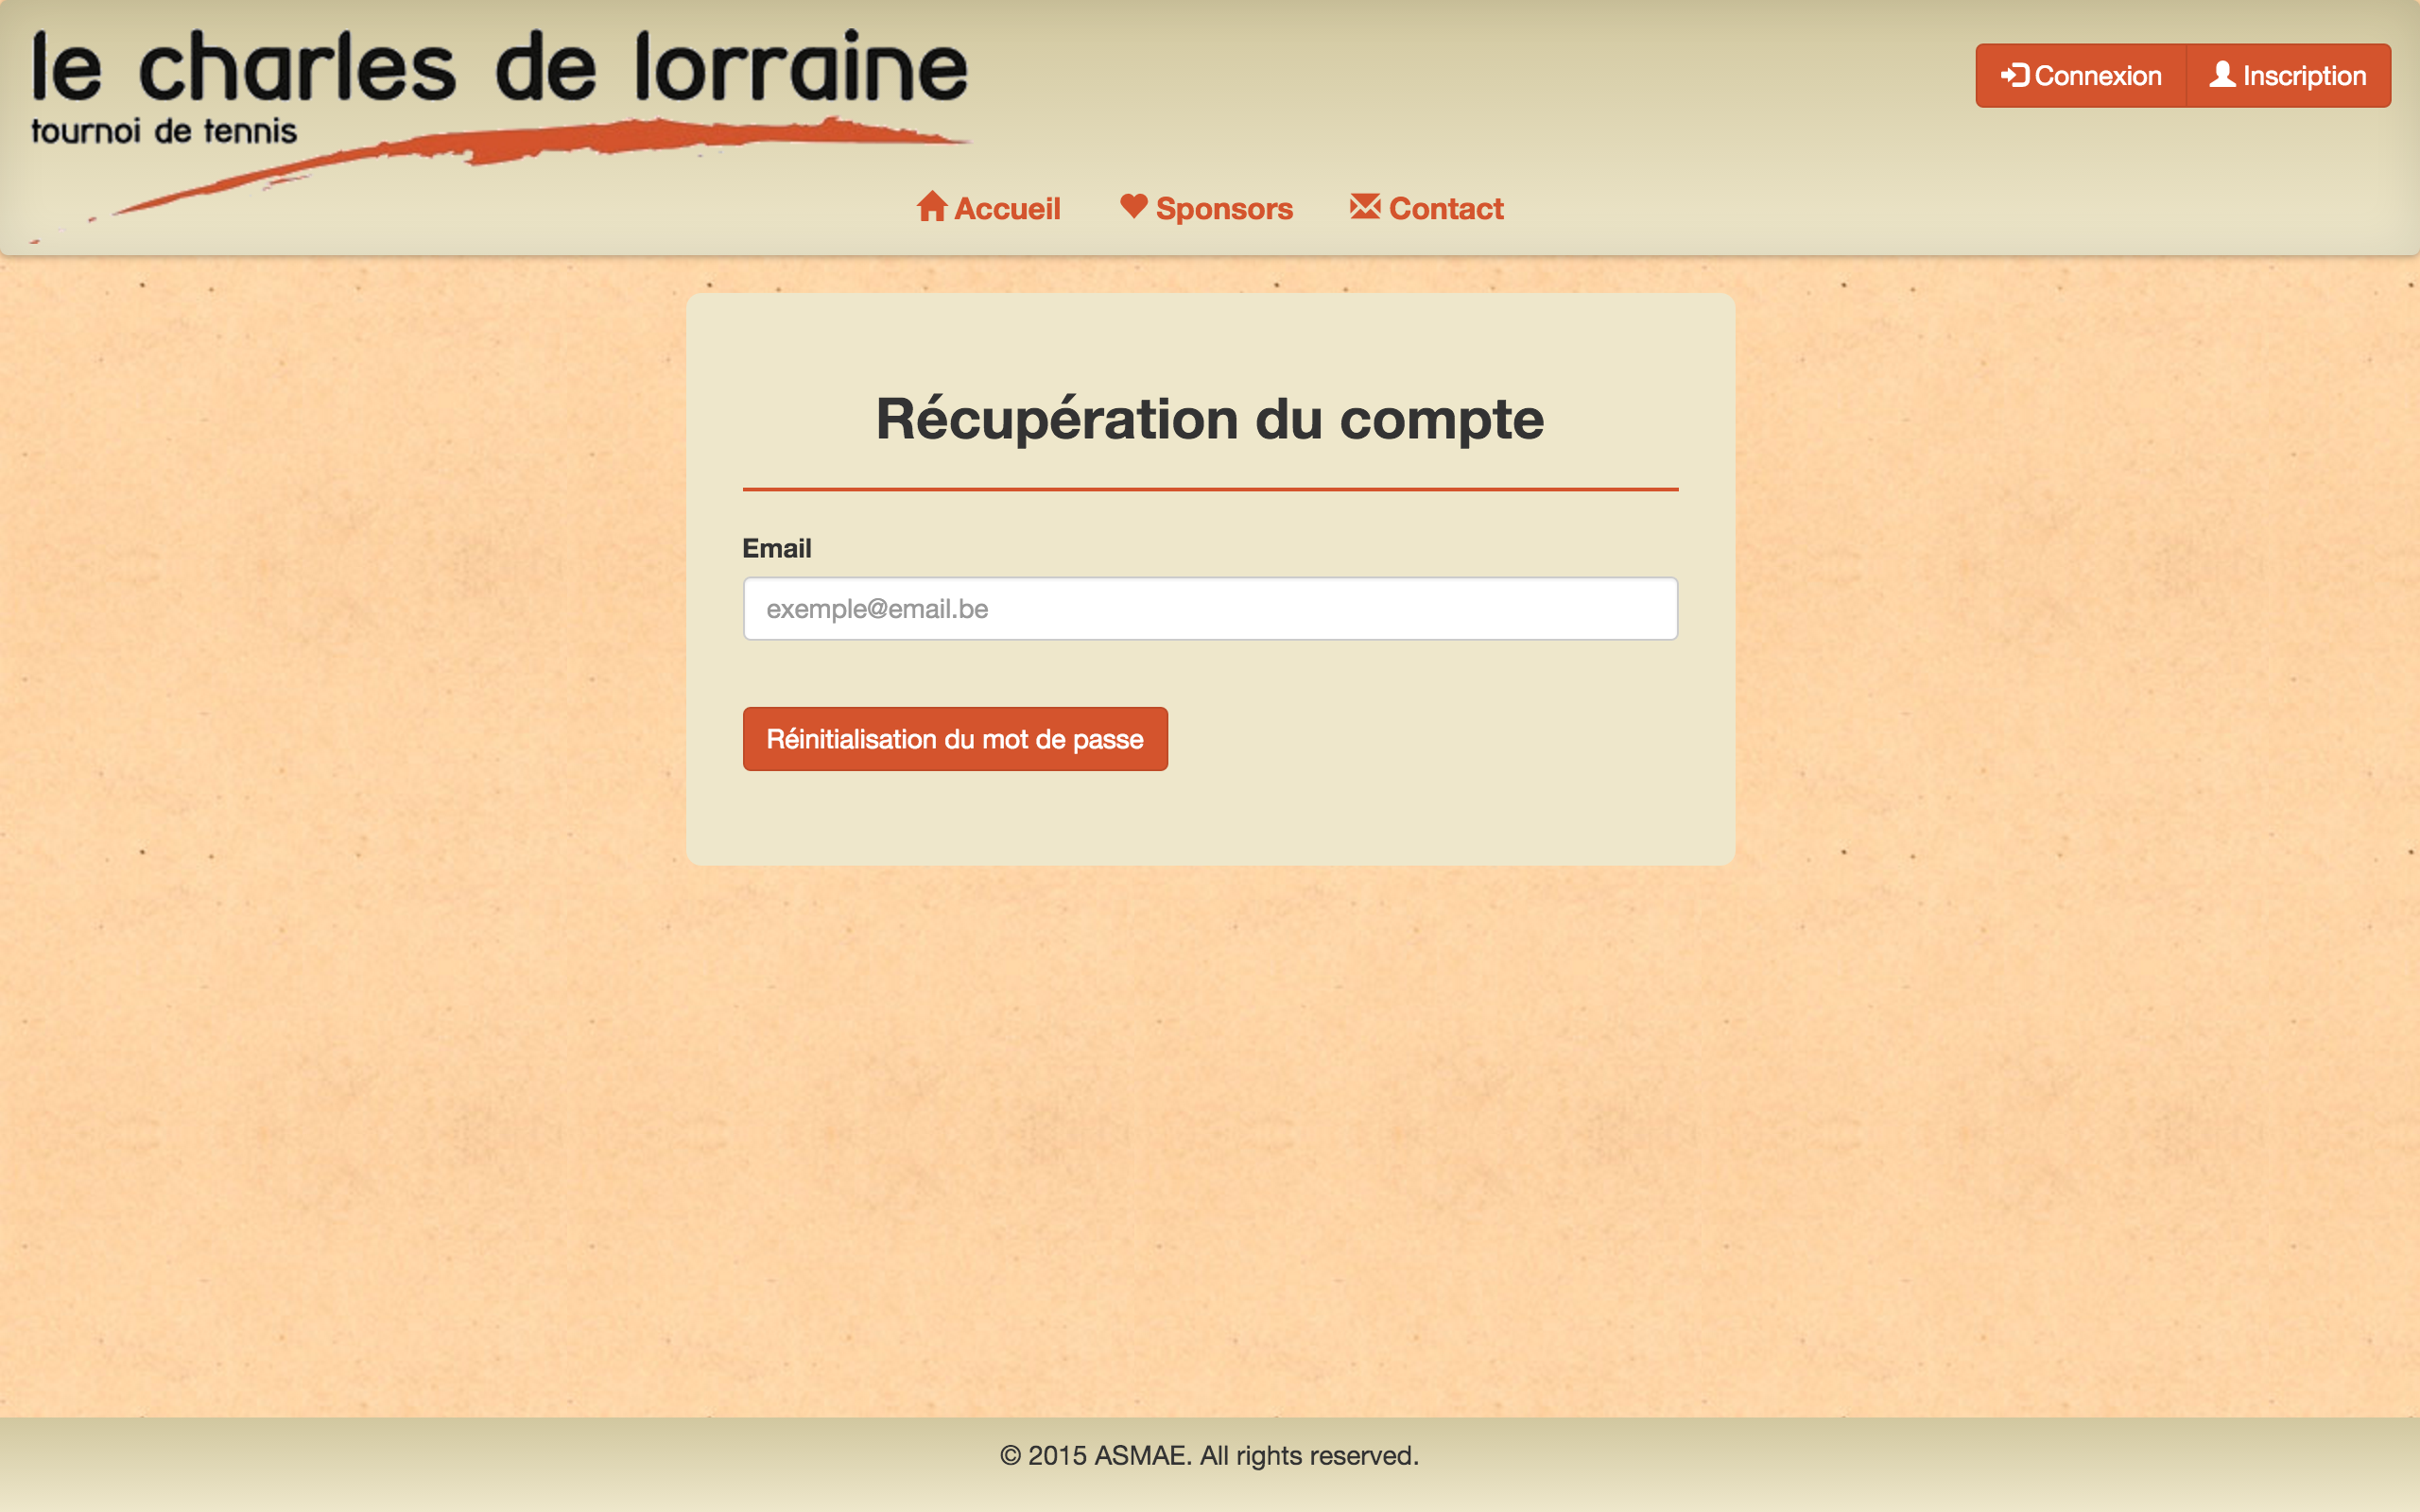 le charles de lorraine
tournoi de tennis
Connexion
Inscription
Accueil
Sponsors
Contact
Récupération du compte
Email
exemple@email.be
Réinitialisation du mot de passe
© 2015 ASMAE. All rights reserved.